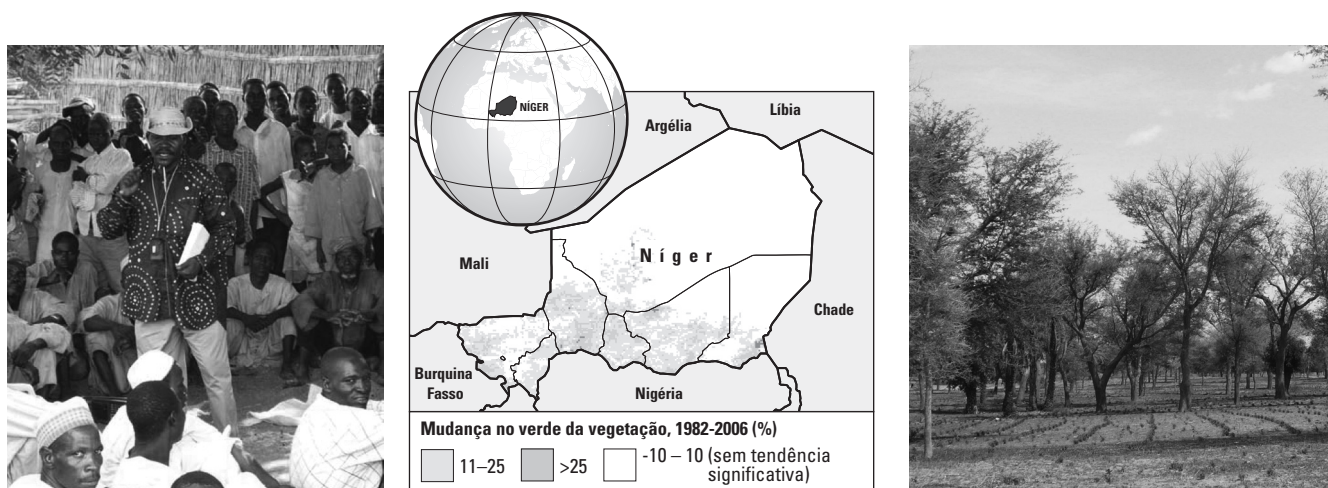 NÍGER
Argélia
Líbia
Mali
Níger
Chade
Burquina
Fasso
Nigéria
Mudança no verde da vegetação, 1982-2006 (%)
11–25 >25 -10 – 10 (sem tendência
significativa)